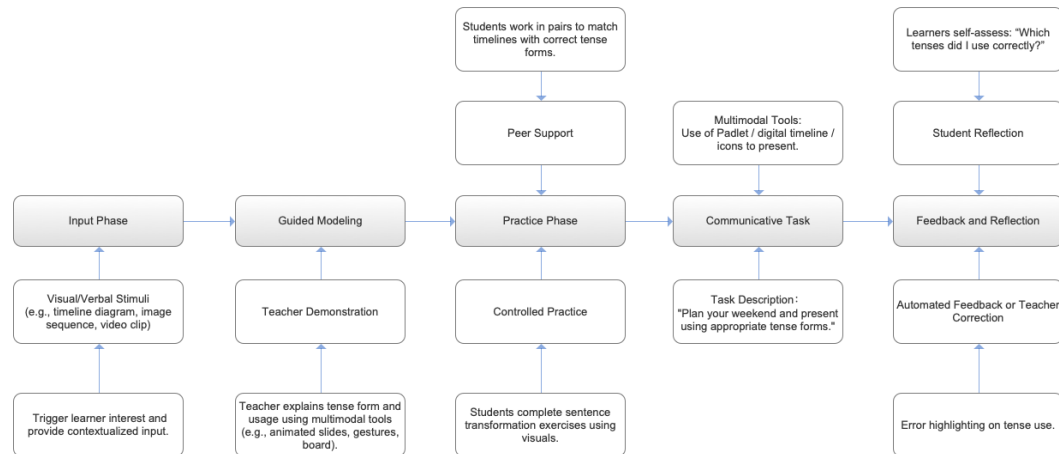 Students work in pairs to match
timelines with correct tense
forms.
Learners self-assess: “Which
tenses did I use correctly?”
Peer Support
Multimodal Tools:
Use of Padlet / digital timeline /
icons to present.
Student Reflection
Input Phase
Guided Modeling
Practice Phase
Communicative Task
Feedback and Reflection
Visual/Verbal Stimuli
(e.g., timeline diagram, image
sequence, video clip)
Teacher Demonstration
Controlled Practice
Task Description：
"Plan your weekend and present
using appropriate tense forms."
Automated Feedback or Teacher
Correction
Trigger learner interest and
provide contextualized input.
Teacher explains tense form and
usage using multimodal tools
(e.g., animated slides, gestures,
board).
Students complete sentence
transformation exercises using
visuals.
Error highlighting on tense use.